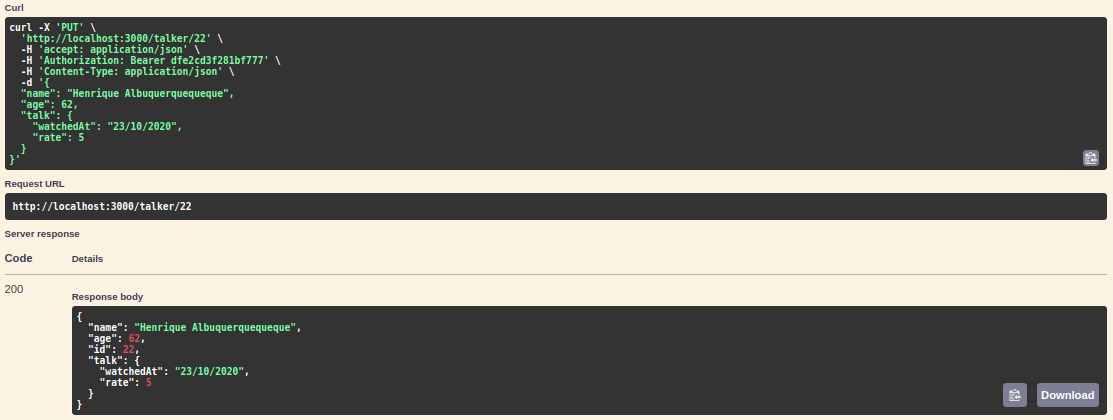 Curl
curl -X 'PUT' \
  'http://localhost:3000/talker/22' \
  -H 'accept: application/json' \
  -H 'Authorization: Bearer dfe2cd3f281bf777' \
  -H 'Content-Type: application/json' \
  -d '{
  "name": "Henrique Albuquerquequeque",
  "age": 62,
  "talk": {
    "watchedAt": "23/10/2020",
    "rate": 5
  }
}'
Request URL
http://localhost:3000/talker/22
Server response
Code Details
200
Response body
{
  "name": "Henrique Albuquerquequeque",
  "age": 62,
  "id": 22,
  "talk": {
    "watchedAt": "23/10/2020",
    "rate": 5
  }
}
Download